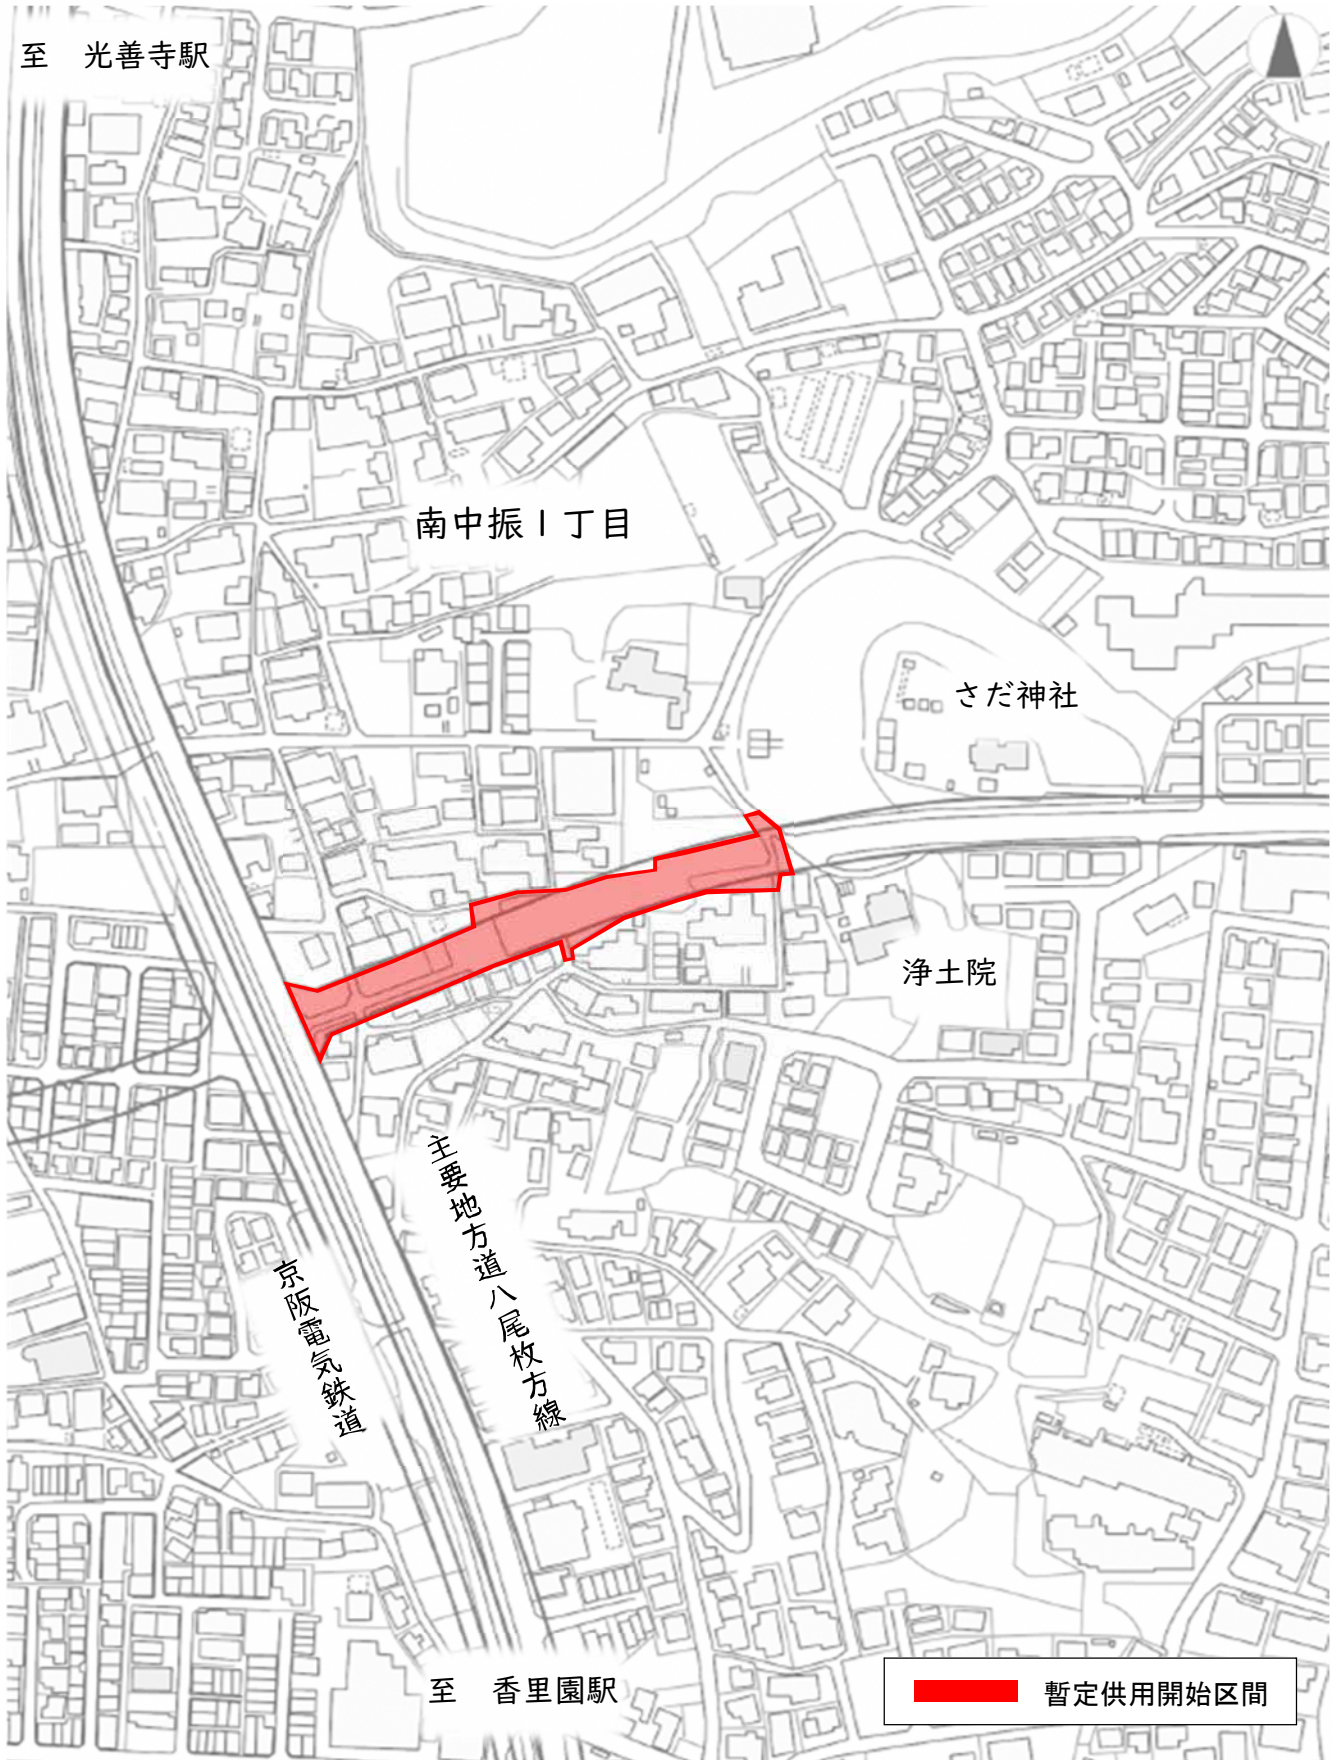 至　光善寺駅
南中振1丁目
さだ神社
浄土院
主要地方道八尾枚方線
京阪電気鉄道
至　香里園駅
暫定供用開始区間